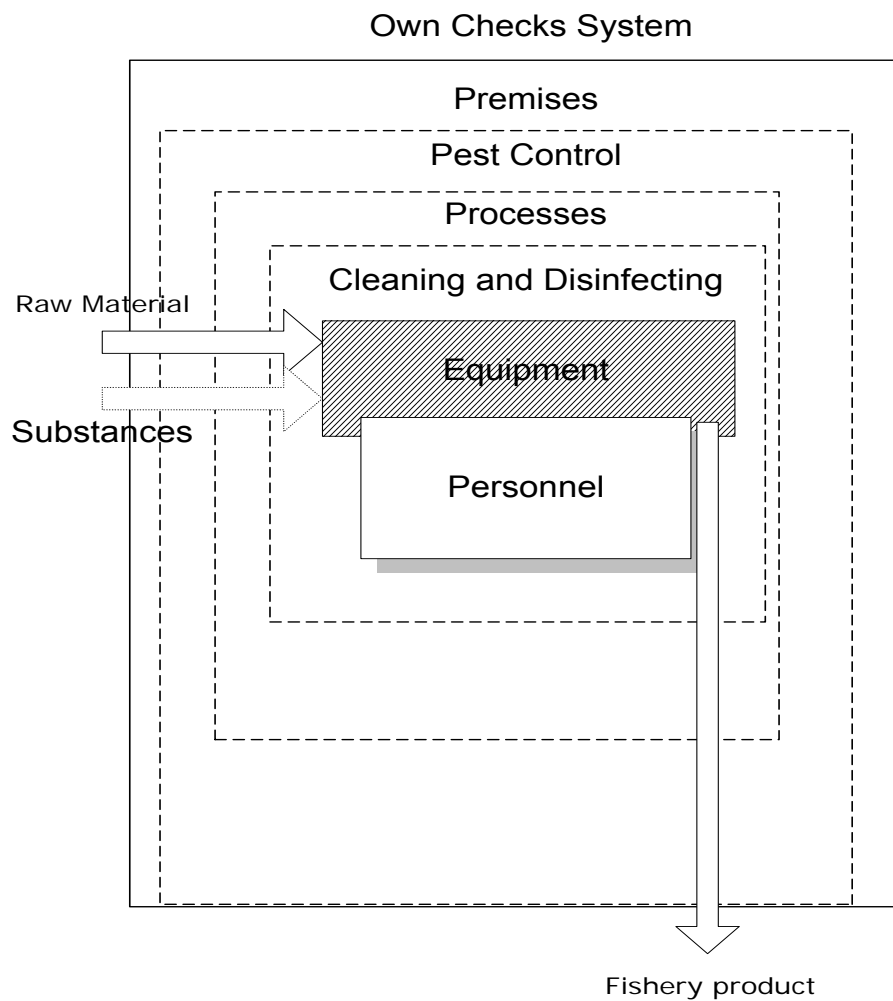 Own Checks System
Premises
Pest Control
Processes
Cleaning and Disinfecting
Raw Material
Equipment
Substances
Personnel
Fishery product